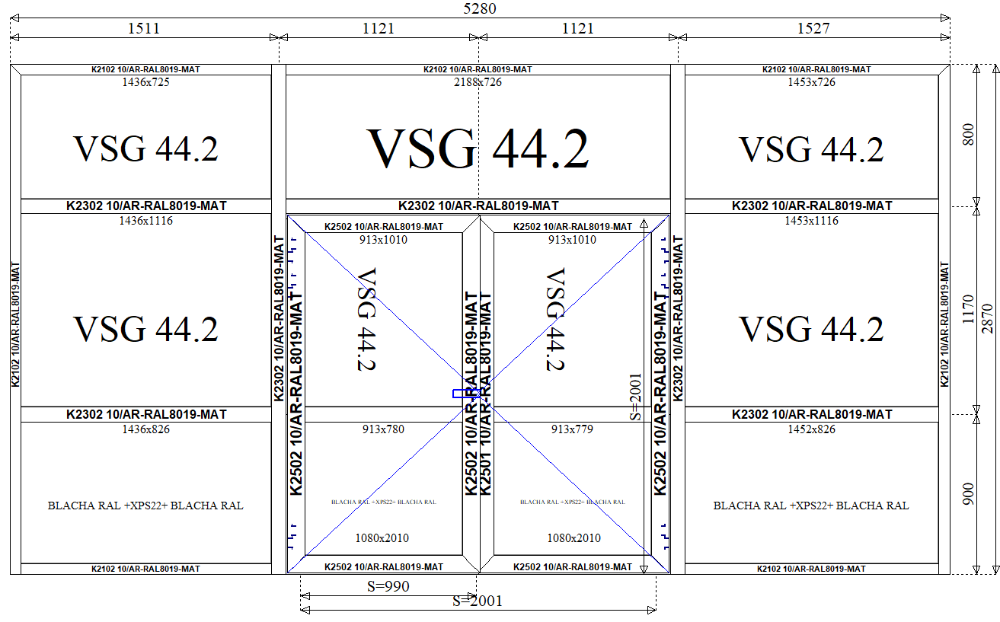 5280
1511 1121 1121 1527
K2102 10/AR-RAL8019-MAT K2102 10/AR-RAL8019-MAT K2102 10/AR-RAL8019-MAT
1436x725 2188x726 1453x726
VSG 44.2 VSG 44.2 VSG 44.2
800
K2302 10/AR-RAL8019-MAT K2302 10/AR-RAL8019-MAT K2302 10/AR-RAL8019-MAT
1436x1116 1453x1116
K2502 10/AR-RAL8019-MAT K2502 10/AR-RAL8019-MAT
913x1010 913x1010
K2102 10/AR-RAL8019-MAT
K2302 10/AR-RAL8019-MAT
K2502 10/AR-RAL8019-MAT
VSG 44.2
VSG 44.2
K2502 10/AR-RAL8019-MAT
K2501 10/AR-RAL8019-MAT
VSG 44.2
S=2001
K2502 10/AR-RAL8019-MAT
K2302 10/AR-RAL8019-MAT
VSG 44.2
K2102 10/AR-RAL8019-MAT
1170
2870
K2302 10/AR-RAL8019-MAT K2302 10/AR-RAL8019-MAT
1436x826 913x780 913x779 1452x826
BLACHA RAL +XPS22+ BLACHA RAL BLACHA RAL +XPS22+ BLACHA RAL BLACHA RAL +XPS22+ BLACHA RAL BLACHA RAL +XPS22+ BLACHA RAL
900
1080x2010 1080x2010
K2102 10/AR-RAL8019-MAT K2502 10/AR-RAL8019-MAT K2502 10/AR-RAL8019-MAT K2102 10/AR-RAL8019-MAT
S=990
S=2001